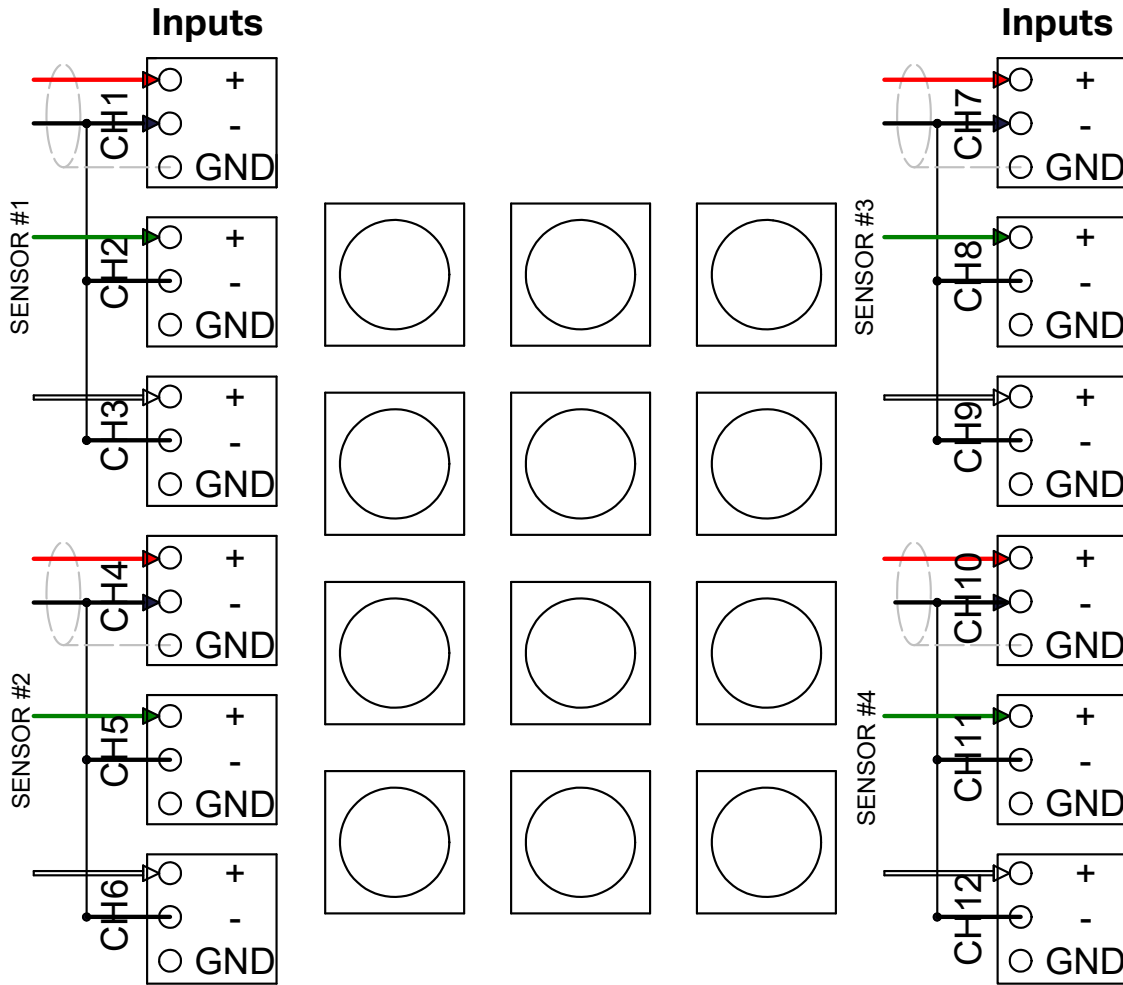 Inputs
CH1
+
-
GND
SENSOR #1
CH2
+
-
GND
CH3
+
-
GND
CH4
+
-
GND
SENSOR #2
CH5
+
-
GND
CH6
+
-
GND
Inputs
CH7
+
-
GND
SENSOR #3
CH8
+
-
GND
CH9
+
-
GND
CH10
+
-
GND
SENSOR #4
CH11
+
-
GND
CH12
+
-
GND